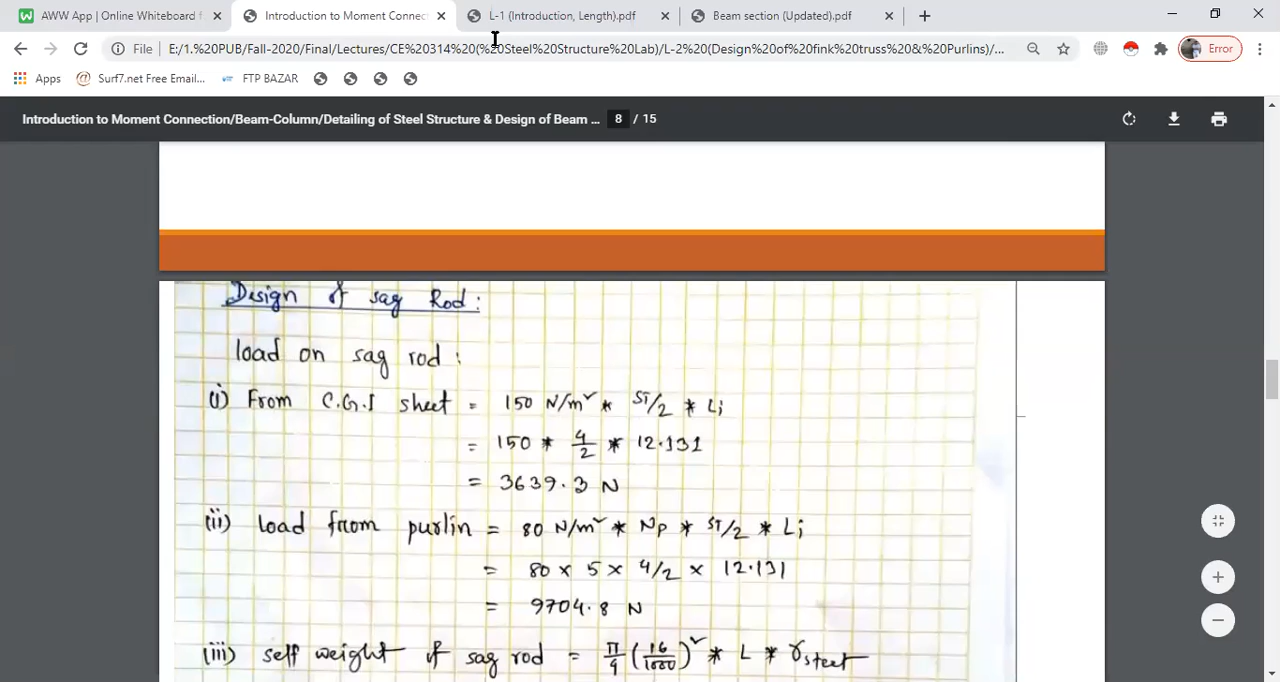 AWW App | Online Whiteboard f
Introduction to Moment Connect
L-1 (Introduction, Length).pdf
Beam section (Updated).pdf
File
E:/1.%20PUB/Fall-2020/Final/Lectures/CE%20314%20(%20Steel%20Structure%20Lab)/L-2%20(Design%20of%20fink%20truss%20&%20Purlins)/...
Error
Apps
Surf7.net Free Email...
FTP BAZAR
Introduction to Moment Connection/Beam-Column/Detailing of Steel Structure & Design of Beam ...
8 / 15
Design of sag Rod:
load on sag rod:
(i) From C.G.I sheet = 150 N/m² * ST/2 * Li
= 150 * 4/2 * 12.131
= 3639.3 N
(ii) Load from purlin = 80 N/m² * Np * ST/2 * Li
= 80 x 5 x 4/2 x 12.131
= 9704.8 N
(iii) self weight of sag rod = π/4 (16/1000)² * L * γsteel